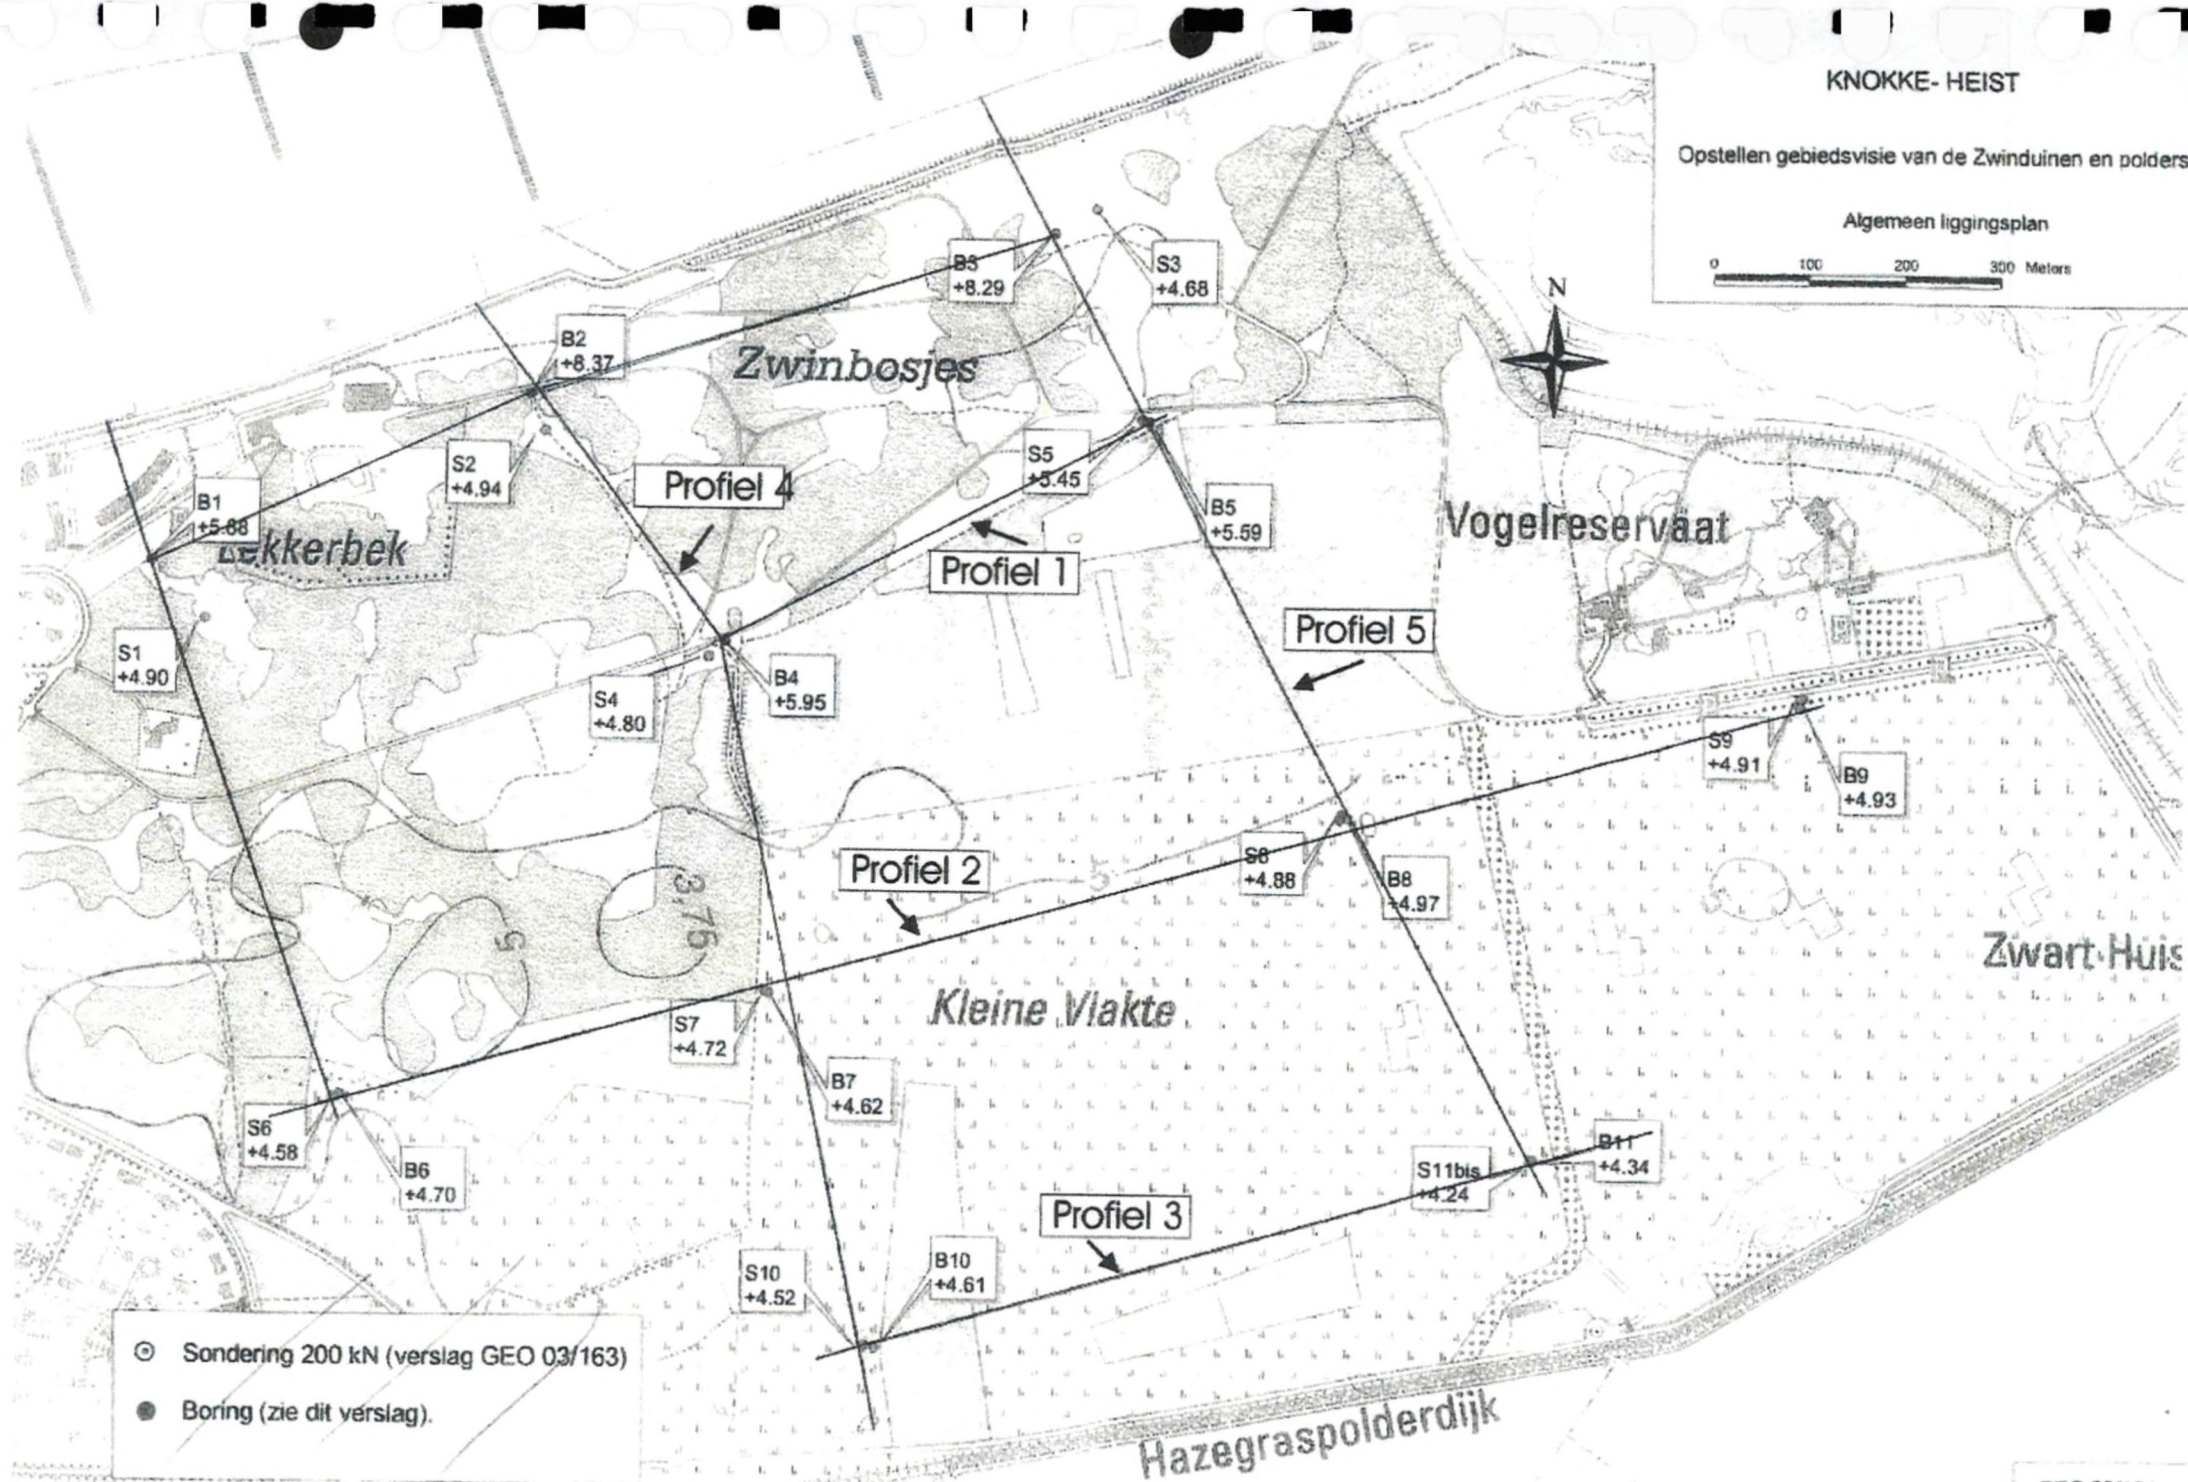 KNOKKE- HEIST
Opstellen gebiedsvisie van de Zwinduinen en polders
Algemeen liggingsplan
0 100 200 300 Meters
N
B3
+8.29
S3
+4.68
B2
+8.37
Zwinbosjes
S2
+4.94
Profiel 4
S5
+5.45
B1
+5.88
Lekkerbek
B5
+5.59
Vogelreservaat
Profiel 1
Profiel 5
S1
+4.90
B4
+5.95
S4
+4.80
S9
+4.91
B9
+4.93
Profiel 2
5
S8
+4.88
B8
+4.97
3,75
5
Zwart-Huis
Kleine Vlakte
S7
+4.72
B7
+4.62
S6
+4.58
B6
+4.70
S11bis
+4.24
B11
+4.34
Profiel 3
S10
+4.52
B10
+4.61
Sondering 200 kN (verslag GEO 03/163)
Boring (zie dit verslag).
Hazegraspolderdijk